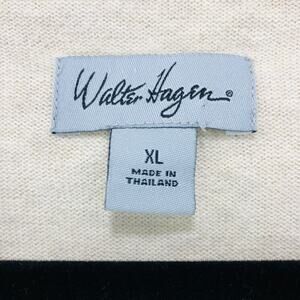 Walter Hagen®
XL
MADE IN
THAILAND